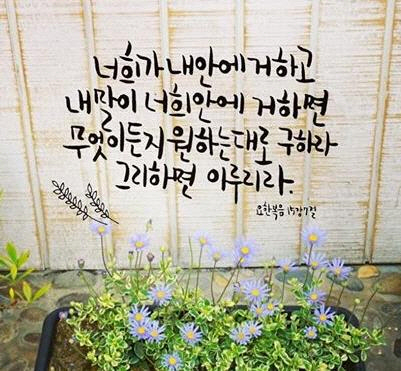 너희가 내안에 거하고
내말이 너희안에 거하면
무엇이든지 원하는대로 구하라
그리하면 이루리라.
요한복음 15장7절